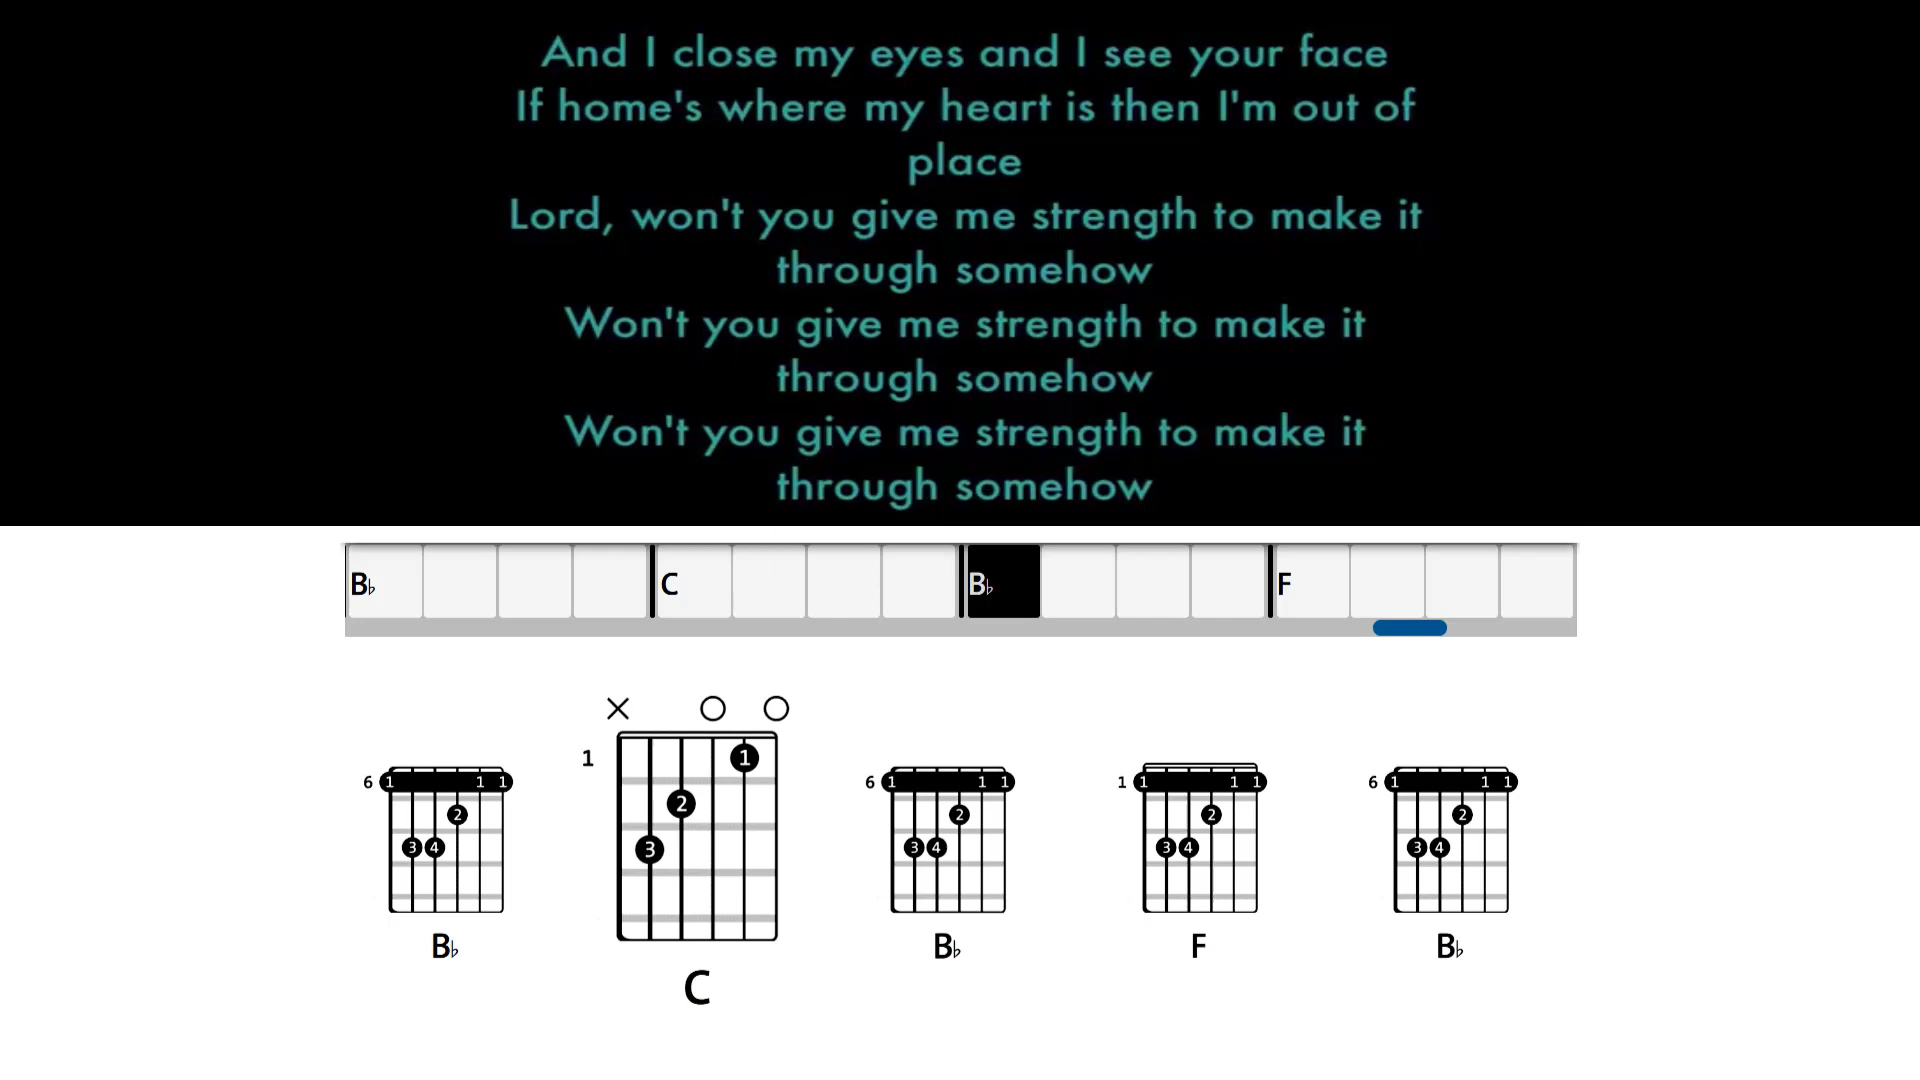 And I close my eyes and I see your face
If home's where my heart is then I'm out of
place
Lord, won't you give me strength to make it
through somehow
Won't you give me strength to make it
through somehow
Won't you give me strength to make it
through somehow
B♭ C B♭ F
1 1
6 1 1 1 2 3 4
2
3
6 1 1 1 2 3 4
1 1 1 1 2 3 4
6 1 1 1 2 3 4
B♭ C B♭ F B♭